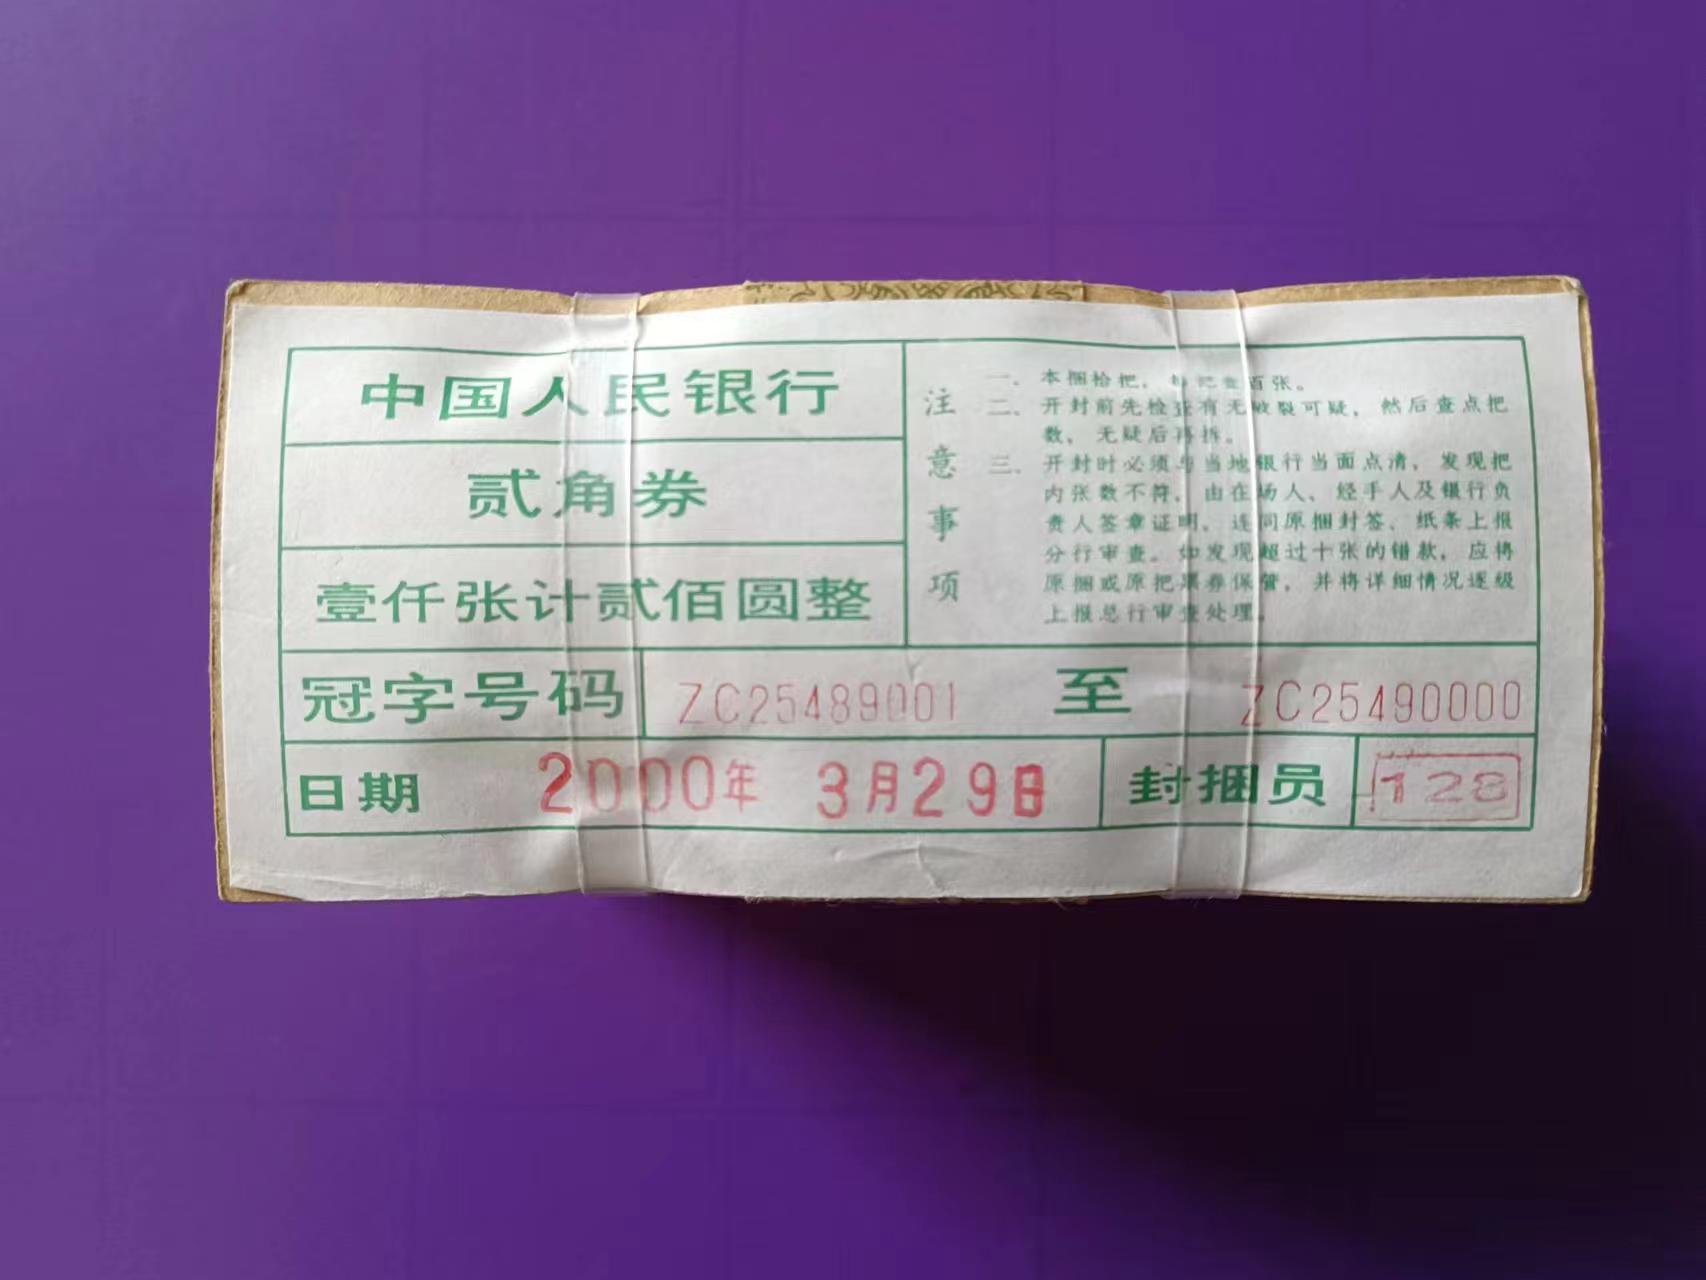 中国人民银行
贰角券
壹仟张计贰佰圆整
注意事项
一、本捆拾把，每把壹百张。
二、开封前先检查有无破裂可疑，然后查点把
数，无疑后再拆。
三、开封时必须与当地银行当面点清，发现把
内张数不符，由在场人、经手人及银行负
责人签章证明，连同原捆封签、纸条上报
分行审查。如发现超过十张的错款，应将
原捆或原把票券保管，并将详细情况逐级
上报总行审查处理。
冠字号码 ZC25489001 至 ZC25490000
日期 2000年 3月29日 封捆员 128